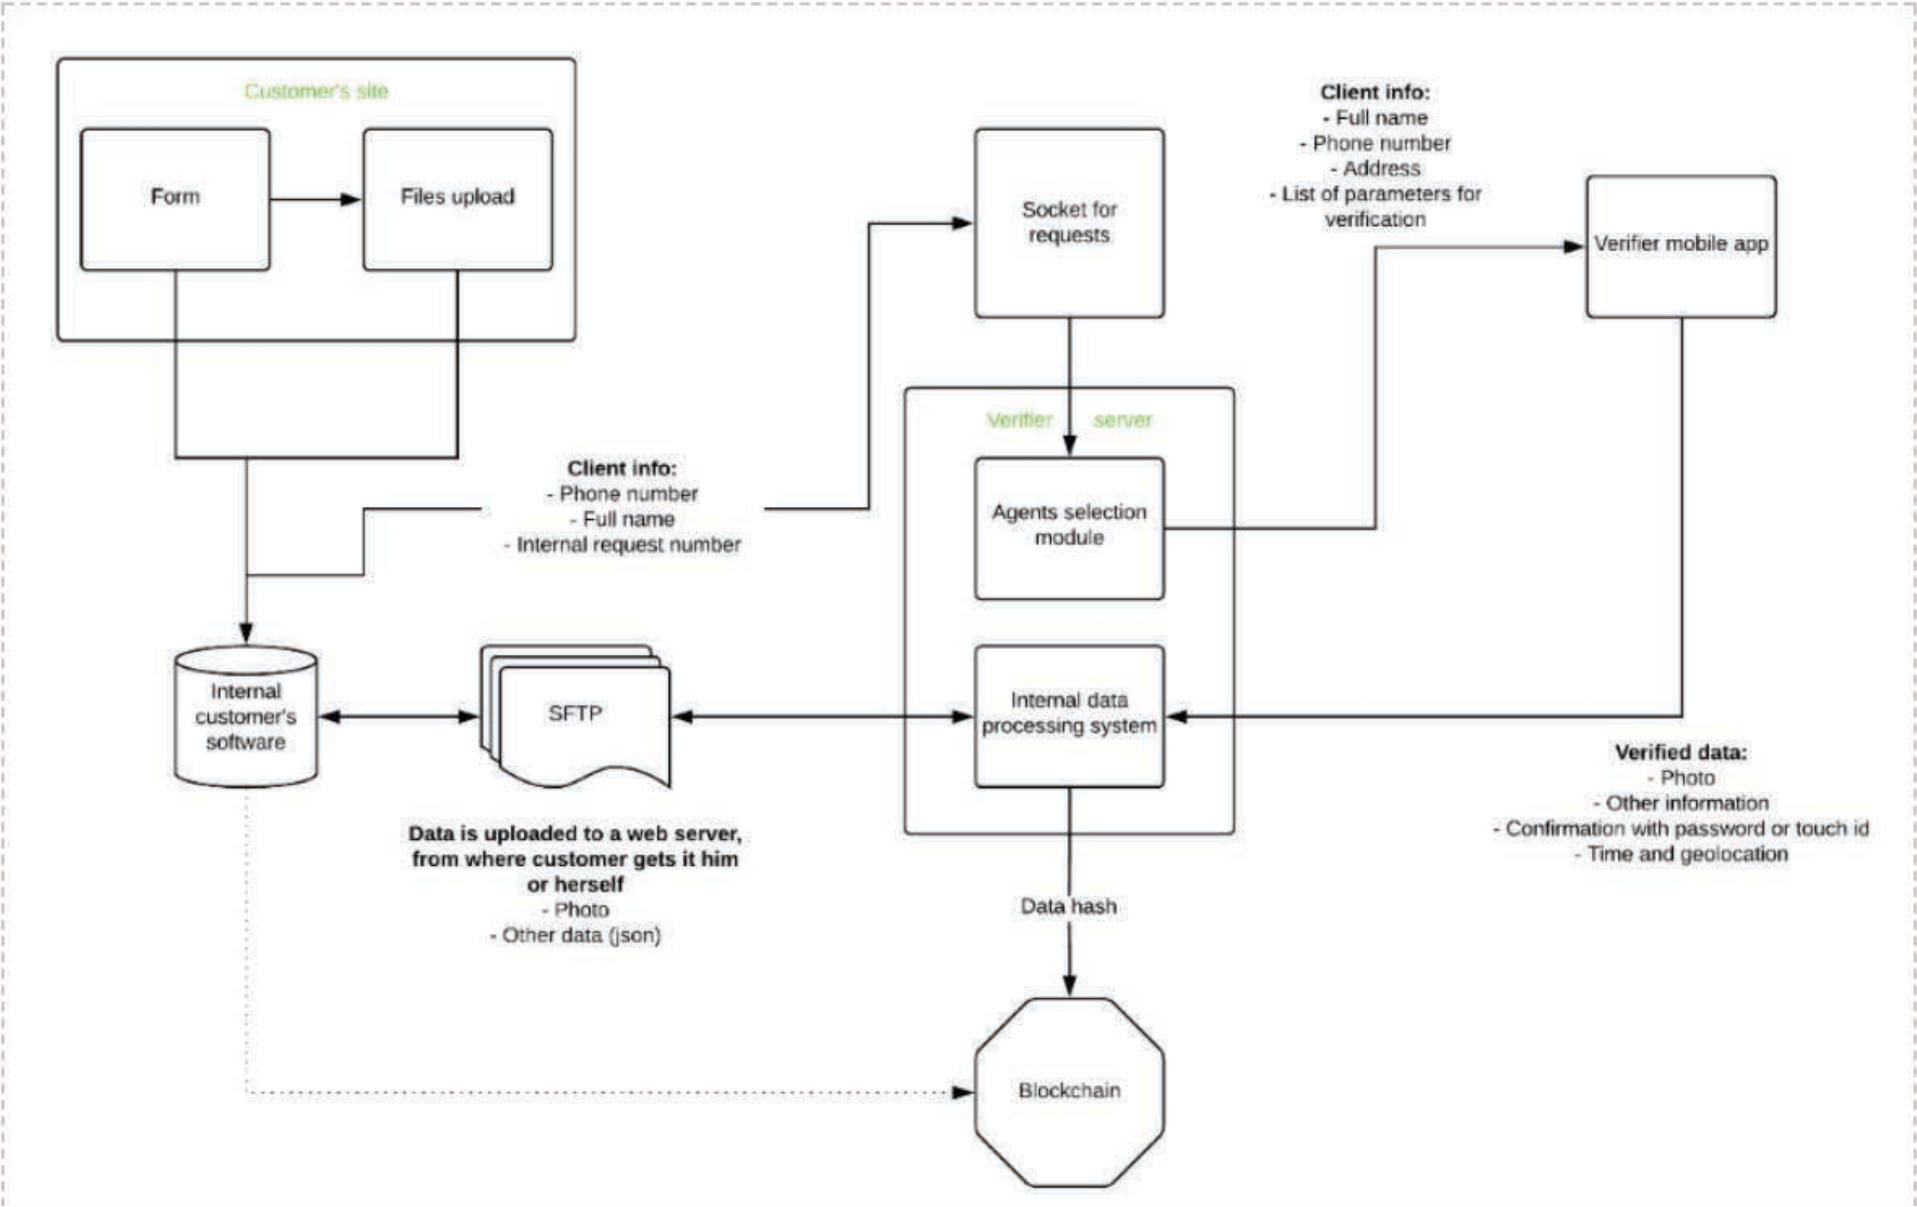 Customer's site
Form
Files upload
Client info:
- Phone number
- Full name
- Internal request number
Socket for
requests
Client info:
- Full name
- Phone number
- Address
- List of parameters for
verification
Verifier mobile app
Verifier server
Agents selection
module
Internal data
processing system
Internal
customer's
software
SFTP
Data is uploaded to a web server,
from where customer gets it him
or herself
- Photo
- Other data (json)
Verified data:
- Photo
- Other information
- Confirmation with password or touch id
- Time and geolocation
Data hash
Blockchain